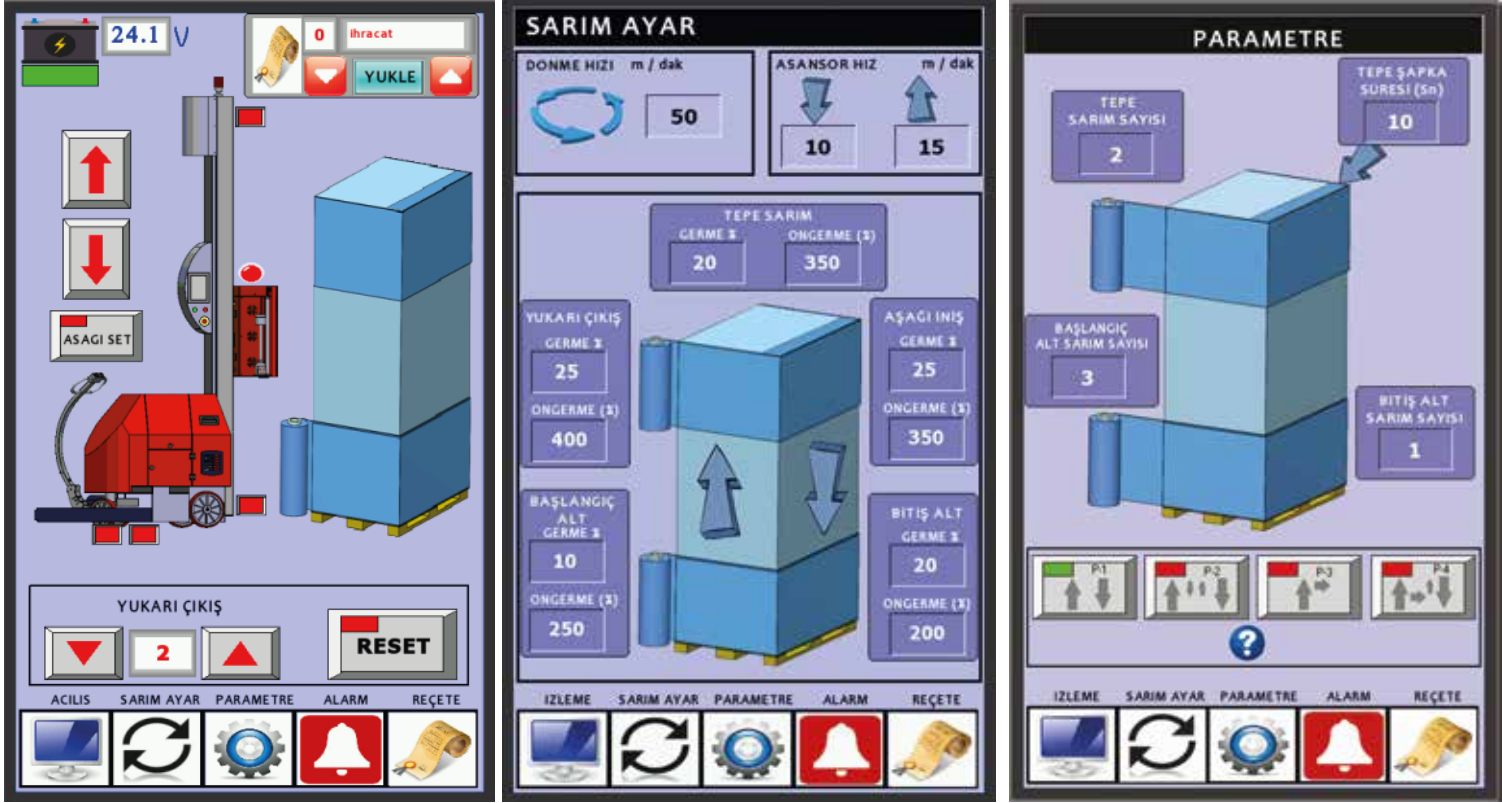 24.1 V
0 ihracat
YUKLE
ASAGI SET
YUKARI ÇIKIŞ
2
RESET
ACILIS SARIM AYAR PARAMETRE ALARM REÇETE
SARIM AYAR
DONME HIZI m / dak
50
ASANSOR HIZ m / dak
10 15
TEPE SARIM
GERME % ONGERME (%)
20 350
YUKARI ÇIKIŞ
GERME %
25
ONGERME (%)
400
AŞAGI INIŞ
GERME %
25
ONGERME (%)
350
BAŞLANGIÇ
ALT
GERME %
10
ONGERME (%)
250
BITIŞ ALT
GERME %
20
ONGERME (%)
200
IZLEME SARIM AYAR PARAMETRE ALARM REÇETE
PARAMETRE
TEPE
SARIM SAYISI
2
TEPE ŞAPKA
SURESI (Sn)
10
BAŞLANGIÇ
ALT SARIM SAYISI
3
BITIŞ ALT
SARIM SAYISI
1
P-1 P-2 P-3 P-4
?
IZLEME SARIM AYAR PARAMETRE ALARM REÇETE